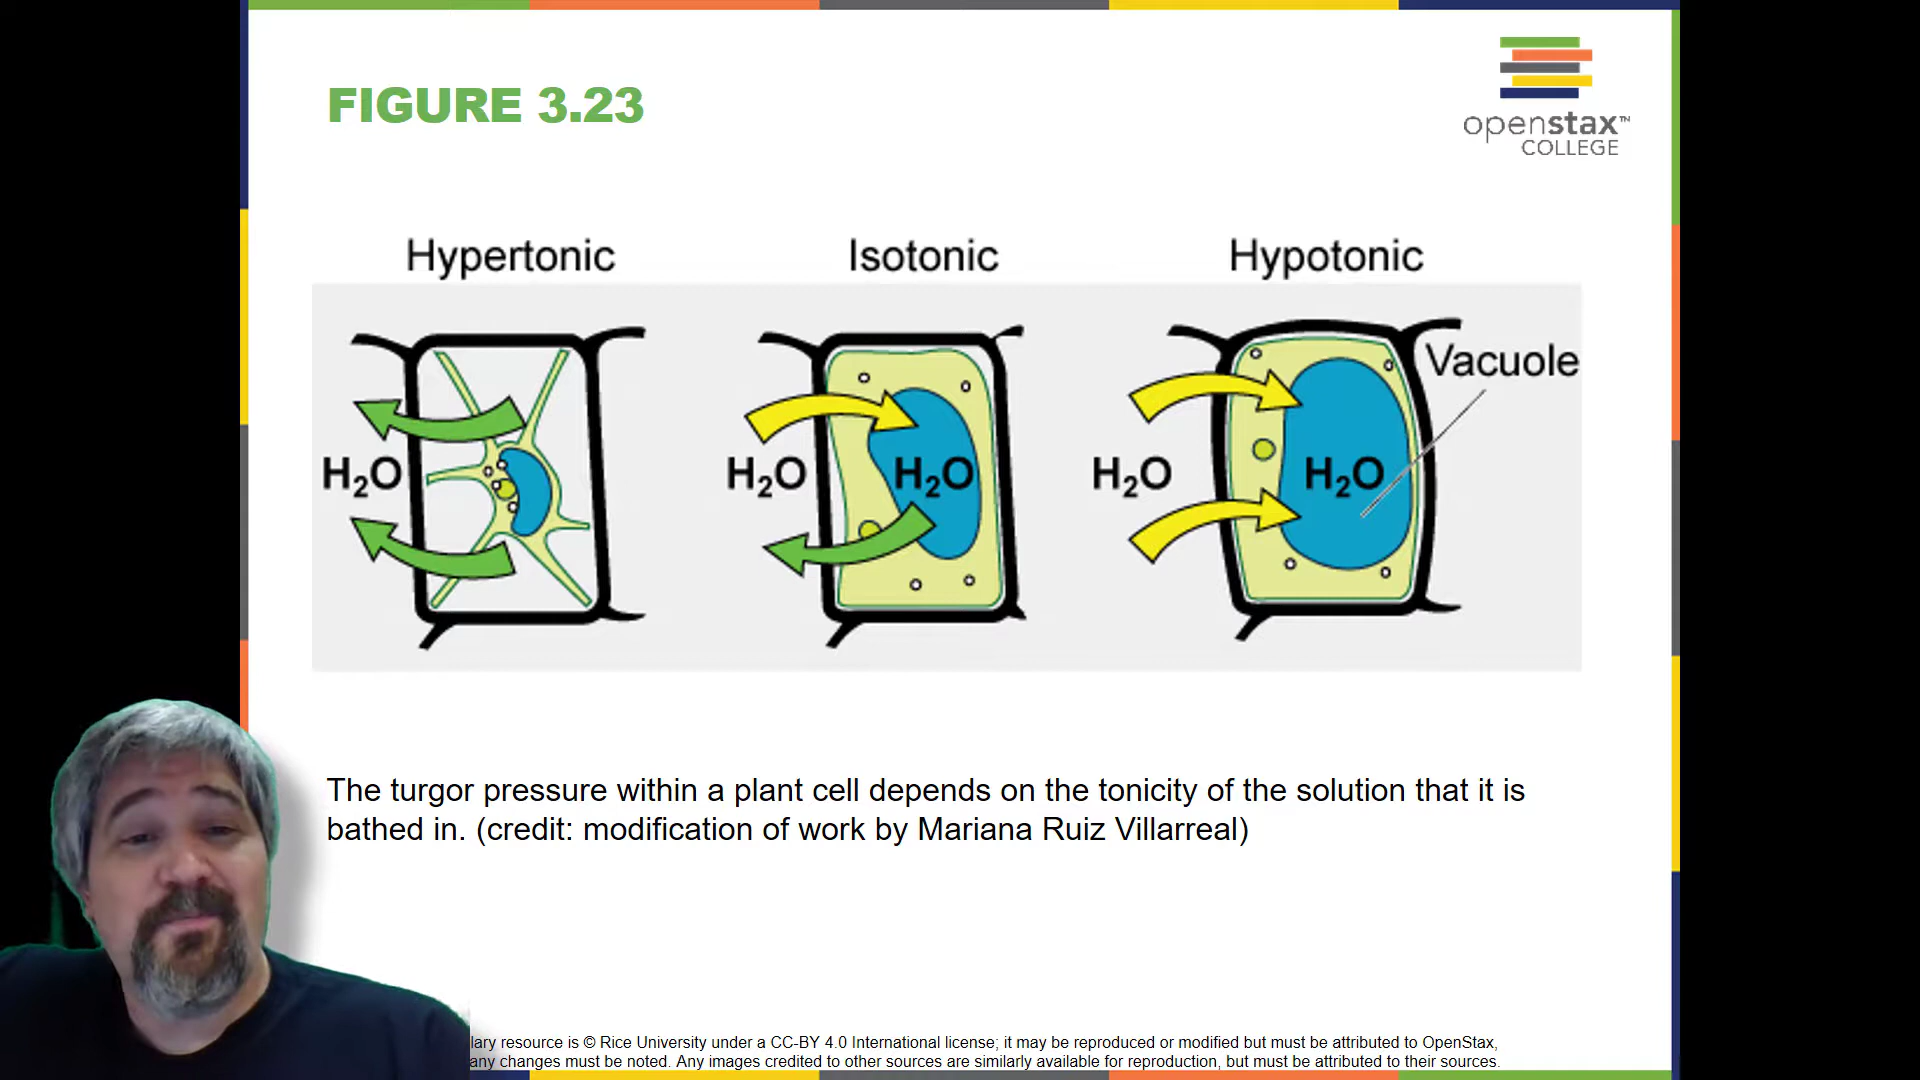 FIGURE 3.23
openstax™
COLLEGE
Hypertonic Isotonic Hypotonic
Vacuole
H₂O H₂O H₂O H₂O H₂O
The turgor pressure within a plant cell depends on the tonicity of the solution that it is
bathed in. (credit: modification of work by Mariana Ruiz Villarreal)
resource is © Rice University under a CC-BY 4.0 International license; it may be reproduced or modified but must be attributed to OpenStax,
any changes must be noted. Any images credited to other sources are similarly available for reproduction, but must be attributed to their sources.